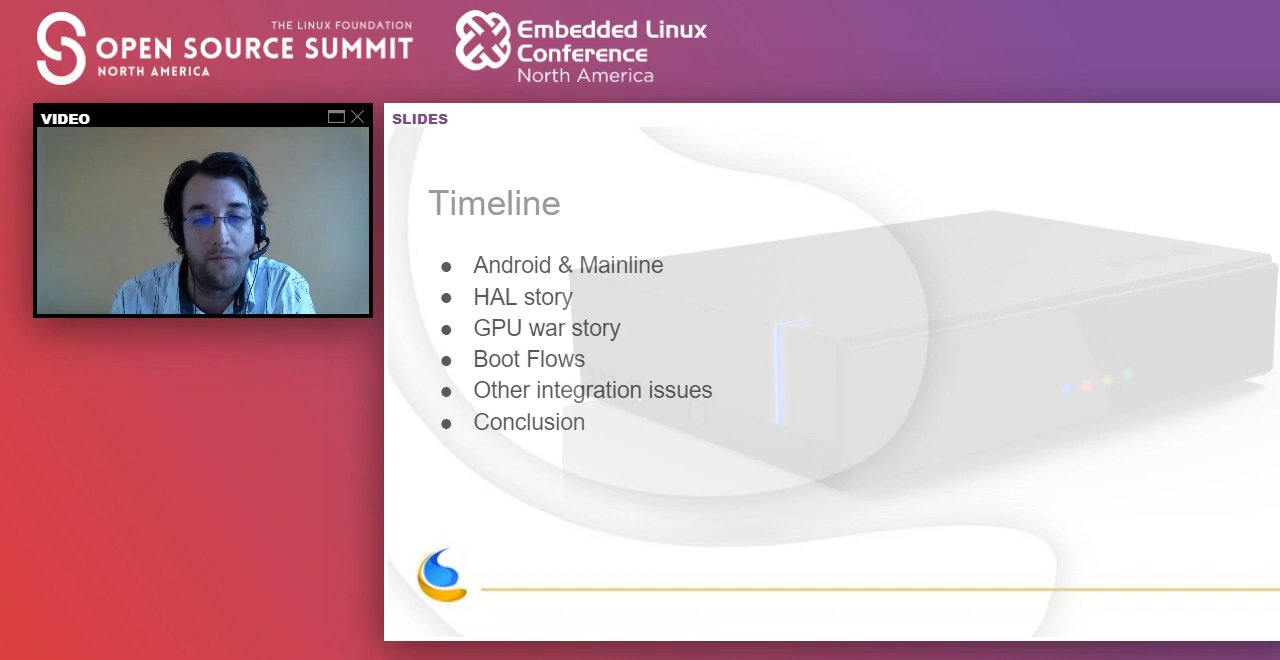 THE LINUX FOUNDATION
OPEN SOURCE SUMMIT
NORTH AMERICA
Embedded Linux
Conference
North America
VIDEO
SLIDES
Timeline
● Android & Mainline
● HAL story
● GPU war story
● Boot Flows
● Other integration issues
● Conclusion